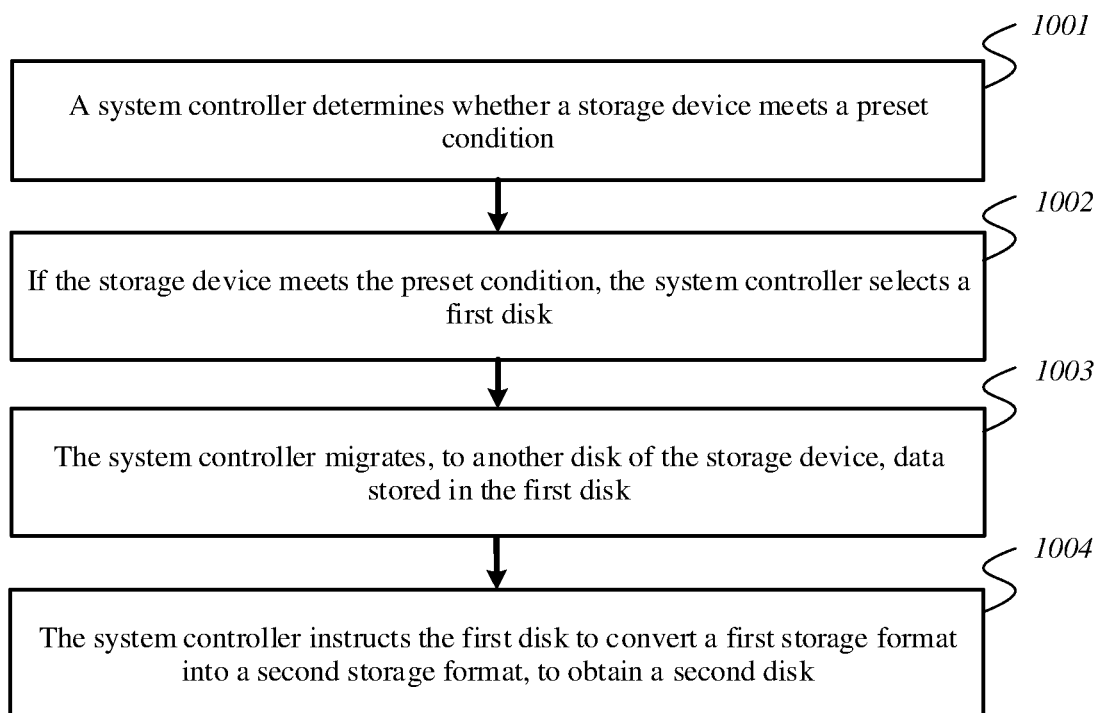 1001
A system controller determines whether a storage device meets a preset
condition
1002
If the storage device meets the preset condition, the system controller selects a
first disk
1003
The system controller migrates, to another disk of the storage device, data
stored in the first disk
1004
The system controller instructs the first disk to convert a first storage format
into a second storage format, to obtain a second disk